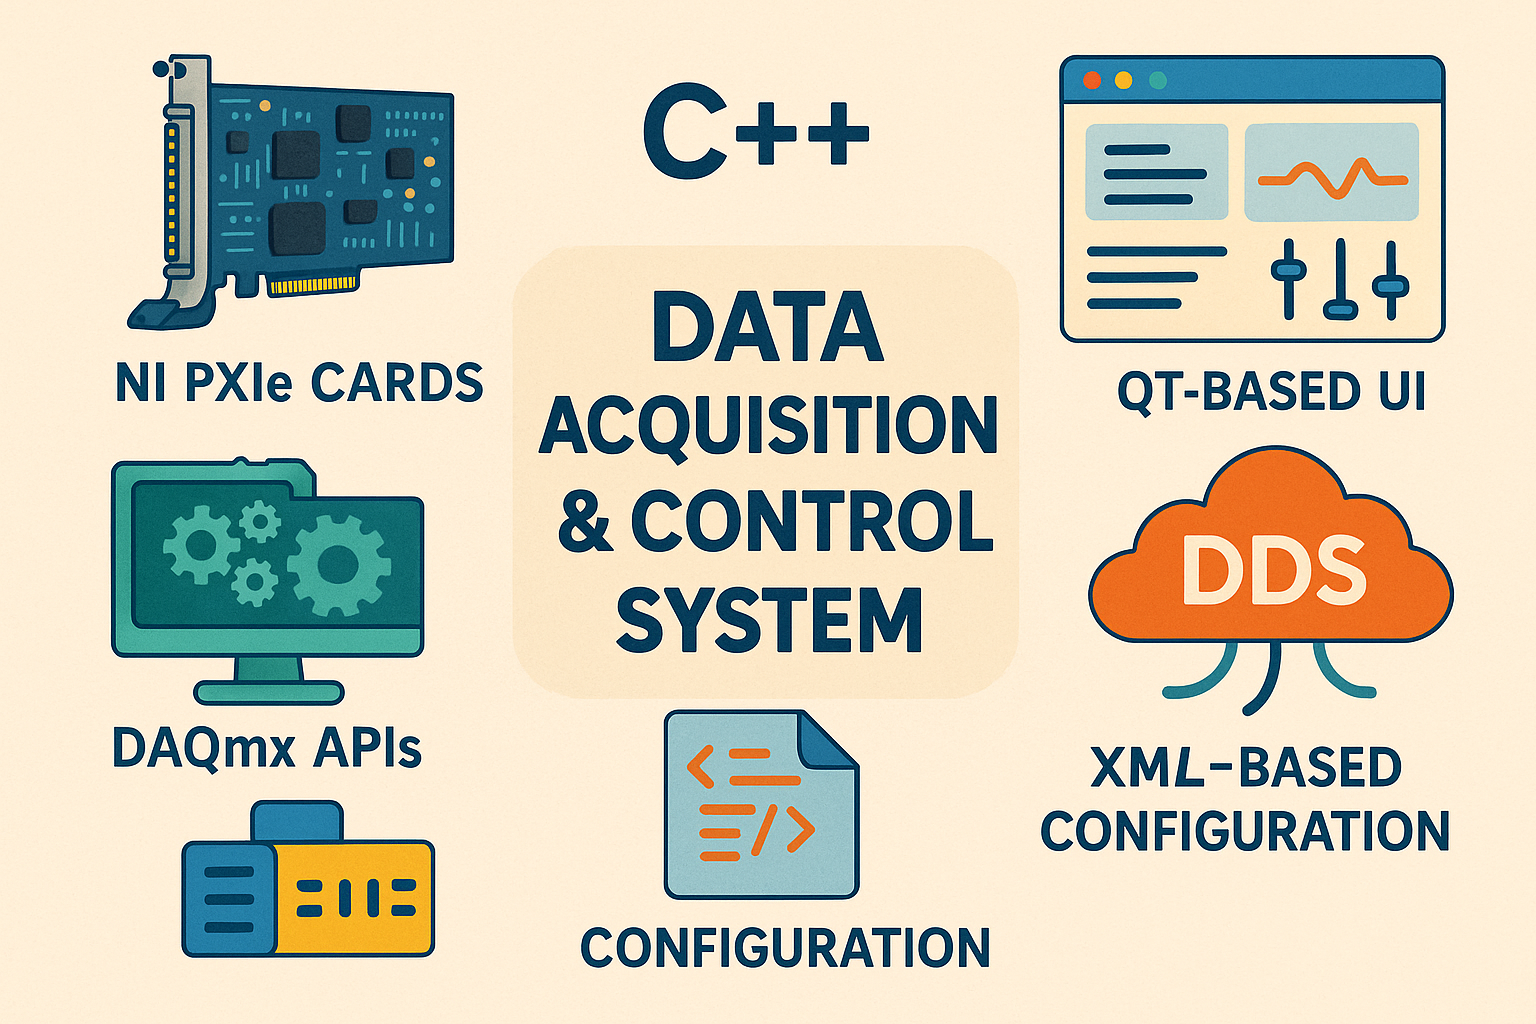 C++
DATA
ACQUISITION
& CONTROL
SYSTEM
NI PXIe CARDS
DAQmx APIs
QT-BASED UI
DDS
XML-BASED
CONFIGURATION
CONFIGURATION